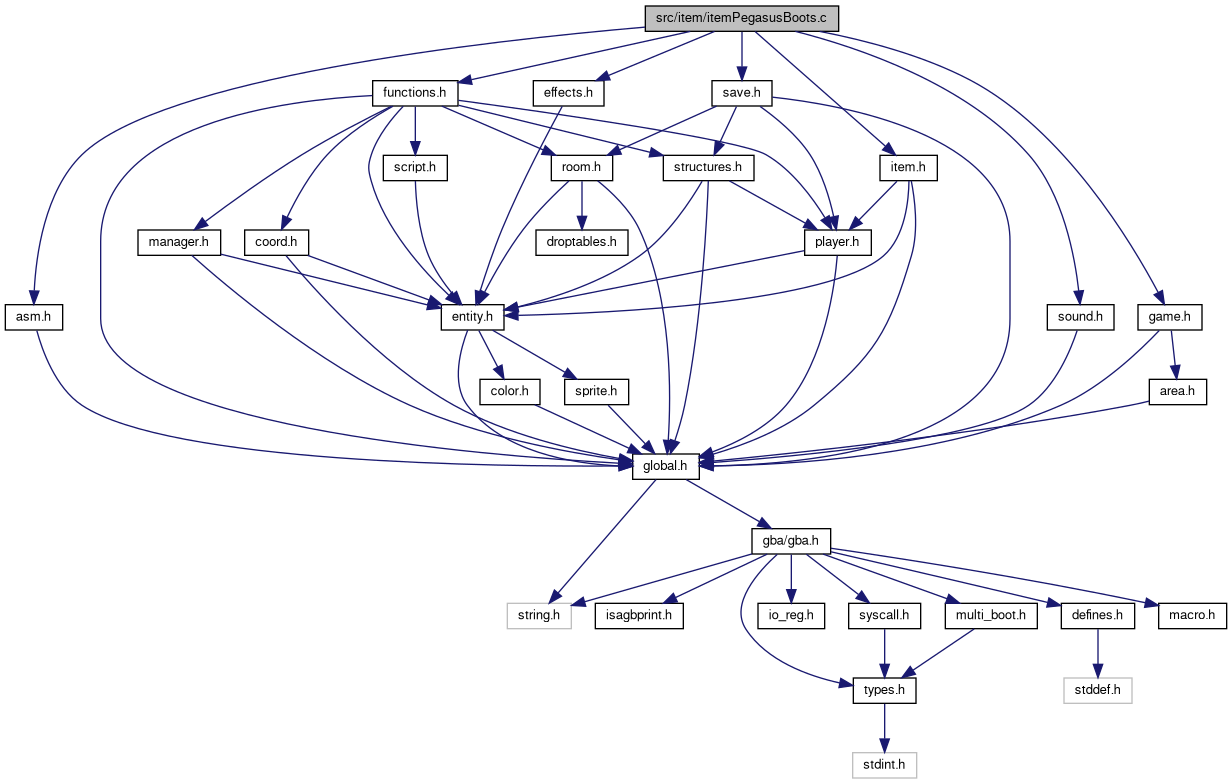 src/item/itemPegasusBoots.c
functions.h
effects.h
save.h
script.h
room.h
structures.h
item.h
manager.h
coord.h
droptables.h
player.h
asm.h
entity.h
sound.h
game.h
color.h
sprite.h
area.h
global.h
gba/gba.h
string.h
isagbprint.h
io_reg.h
syscall.h
multi_boot.h
defines.h
macro.h
types.h
stddef.h
stdint.h